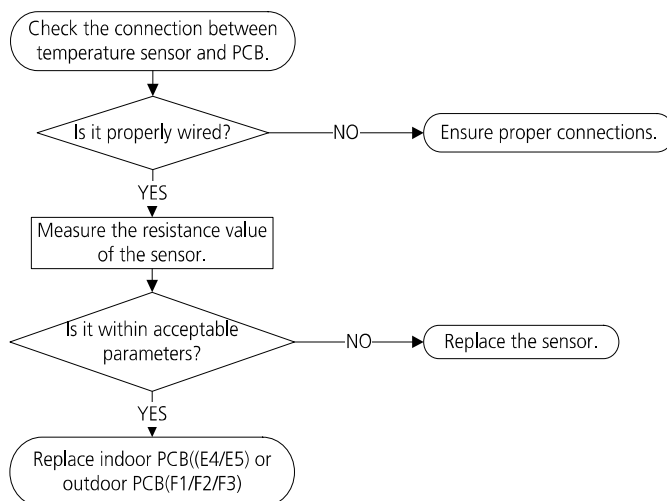 Check the connection between
temperature sensor and PCB.
Is it properly wired?
NO
Ensure proper connections.
YES
Measure the resistance value
of the sensor.
Is it within acceptable
parameters?
NO
Replace the sensor.
YES
Replace indoor PCB((E4/E5) or
outdoor PCB(F1/F2/F3)